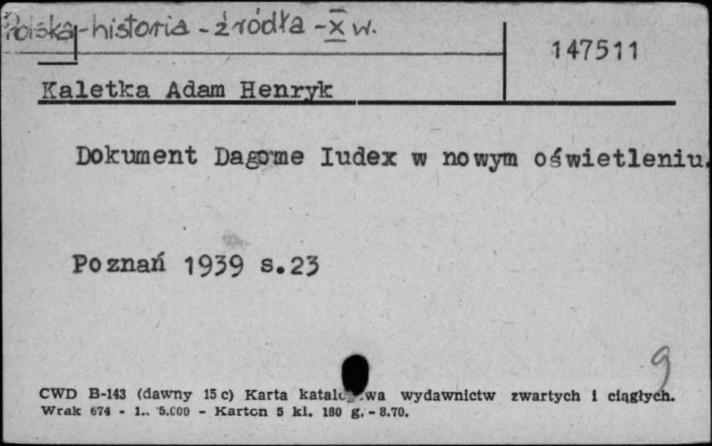 Polska - historia - źródła - X w.
147511
Kaletka Adam Henryk
Dokument Dagome Iudex w nowym oświetleniu.
Poznań 1939 s.23
9
CWD B-143 (dawny 15 c) Karta wydawnictw zwartych i ciągłych.
Wrak 674 - 1.. 5.000 - Karton 5 kl. 180 g. - 8.70.